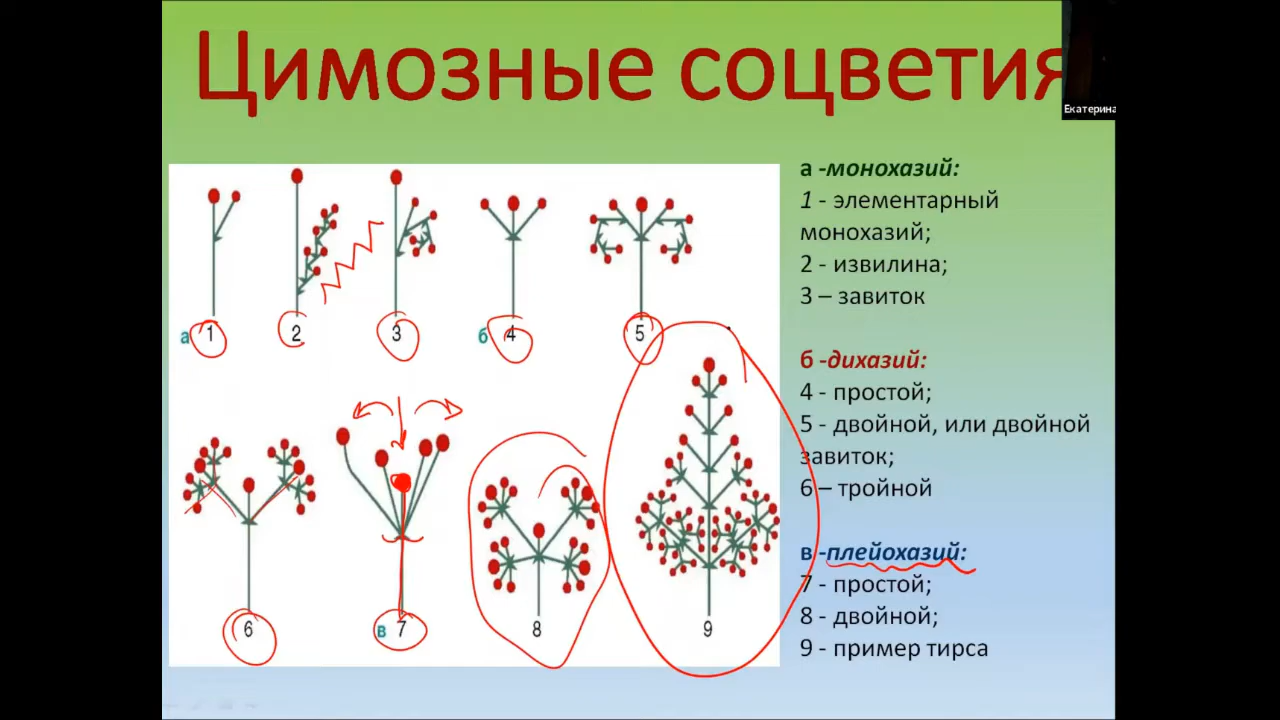 Цимозные соцветия
Екатерина
а -монохазий:
1 - элементарный
монохазий;
2 - извилина;
3 – завиток
б -дихазий:
4 - простой;
5 - двойной, или двойной
завиток;
6 – тройной
в -плейохазий:
7 - простой;
8 - двойной;
9 - пример тирса
а 1 2 3 б 4 5
6 в 7 8 9